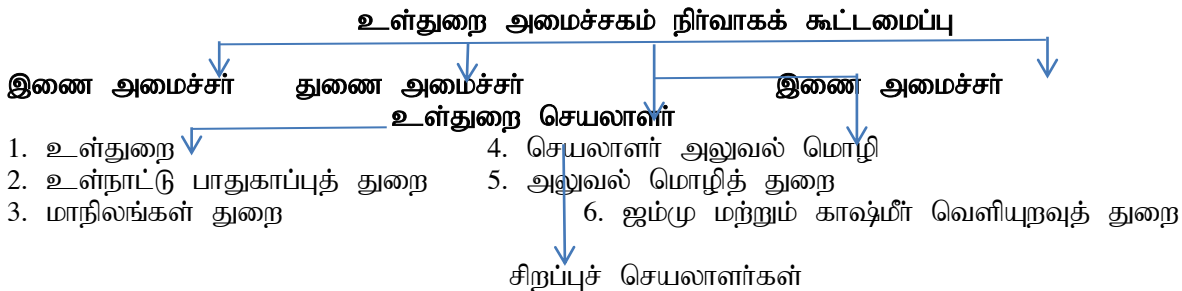 உள்துறை அமைச்சகம் நிர்வாகக் கூட்டமைப்பு
இணை அமைச்சர் துணை அமைச்சர் இணை அமைச்சர்
உள்துறை செயலாளர்
1. உள்துறை 4. செயலாளர் அலுவல் மொழி
2. உள்நாட்டு பாதுகாப்புத் துறை 5. அலுவல் மொழித் துறை
3. மாநிலங்கள் துறை 6. ஜம்மு மற்றும் காஷ்மீர் வெளியுறவுத் துறை
சிறப்புச் செயலாளர்கள்